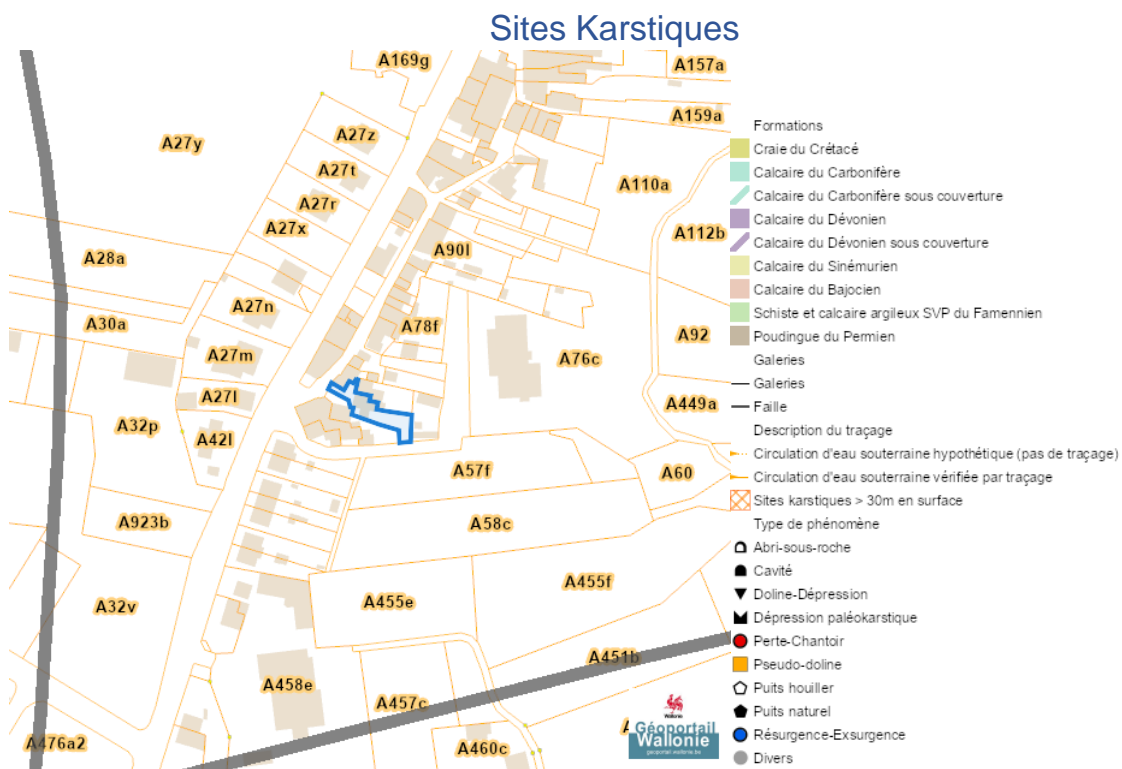 Sites Karstiques
A169g
A157a
A159a
A27z
A27y
A27t
A110a
A27r
A27x
A112b
A90l
A28a
A27n
A30a
A78f
A92
A27m
A76c
A27l
A449a
A32p
A42l
A57f
A60
A923b
A58c
A455f
A455e
A32v
A451b
A458e
A457c
A476a2
A460c
Formations
Craie du Crétacé
Calcaire du Carbonifère
Calcaire du Carbonifère sous couverture
Calcaire du Dévonien
Calcaire du Dévonien sous couverture
Calcaire du Sinémurien
Calcaire du Bajocien
Schiste et calcaire argileux SVP du Famennien
Poudingue du Permien
Galeries
Galeries
Faille
Description du traçage
Circulation d'eau souterraine hypothétique (pas de traçage)
Circulation d'eau souterraine vérifiée par traçage
Sites karstiques > 30m en surface
Type de phénomène
Abri-sous-roche
Cavité
Doline-Dépression
Dépression paléokarstique
Perte-Chantoir
Pseudo-doline
Puits houiller
Puits naturel
Résurgence-Exsurgence
Divers
Wallonie
Géoportail
Wallonie
geoportail.wallonie.be